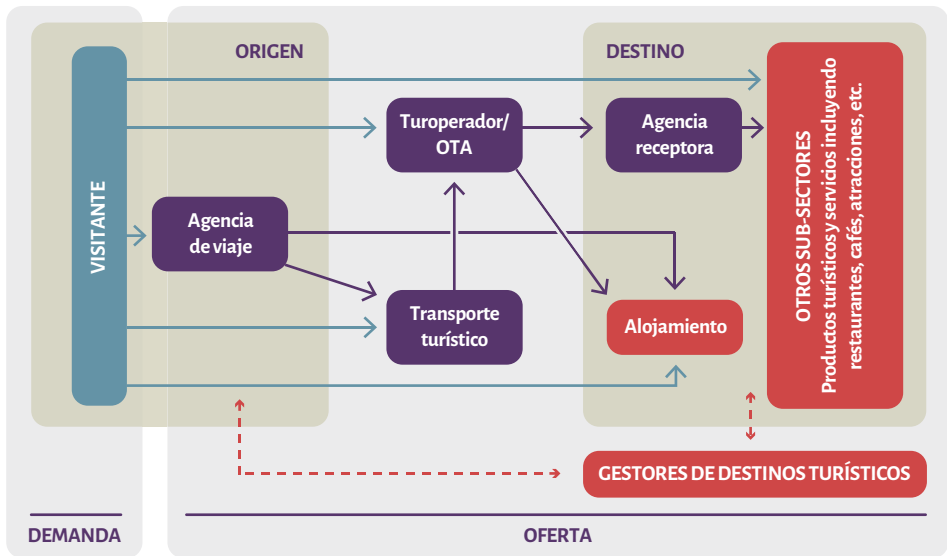 ORIGEN
DESTINO
VISITANTE
Agencia
de viaje
Turoperador/
OTA
Transporte
turístico
Agencia
receptora
Alojamiento
OTROS SUB-SECTORES
Productos turísticos y servicios incluyendo
restaurantes, cafés, atracciones, etc.
GESTORES DE DESTINOS TURÍSTICOS
DEMANDA
OFERTA